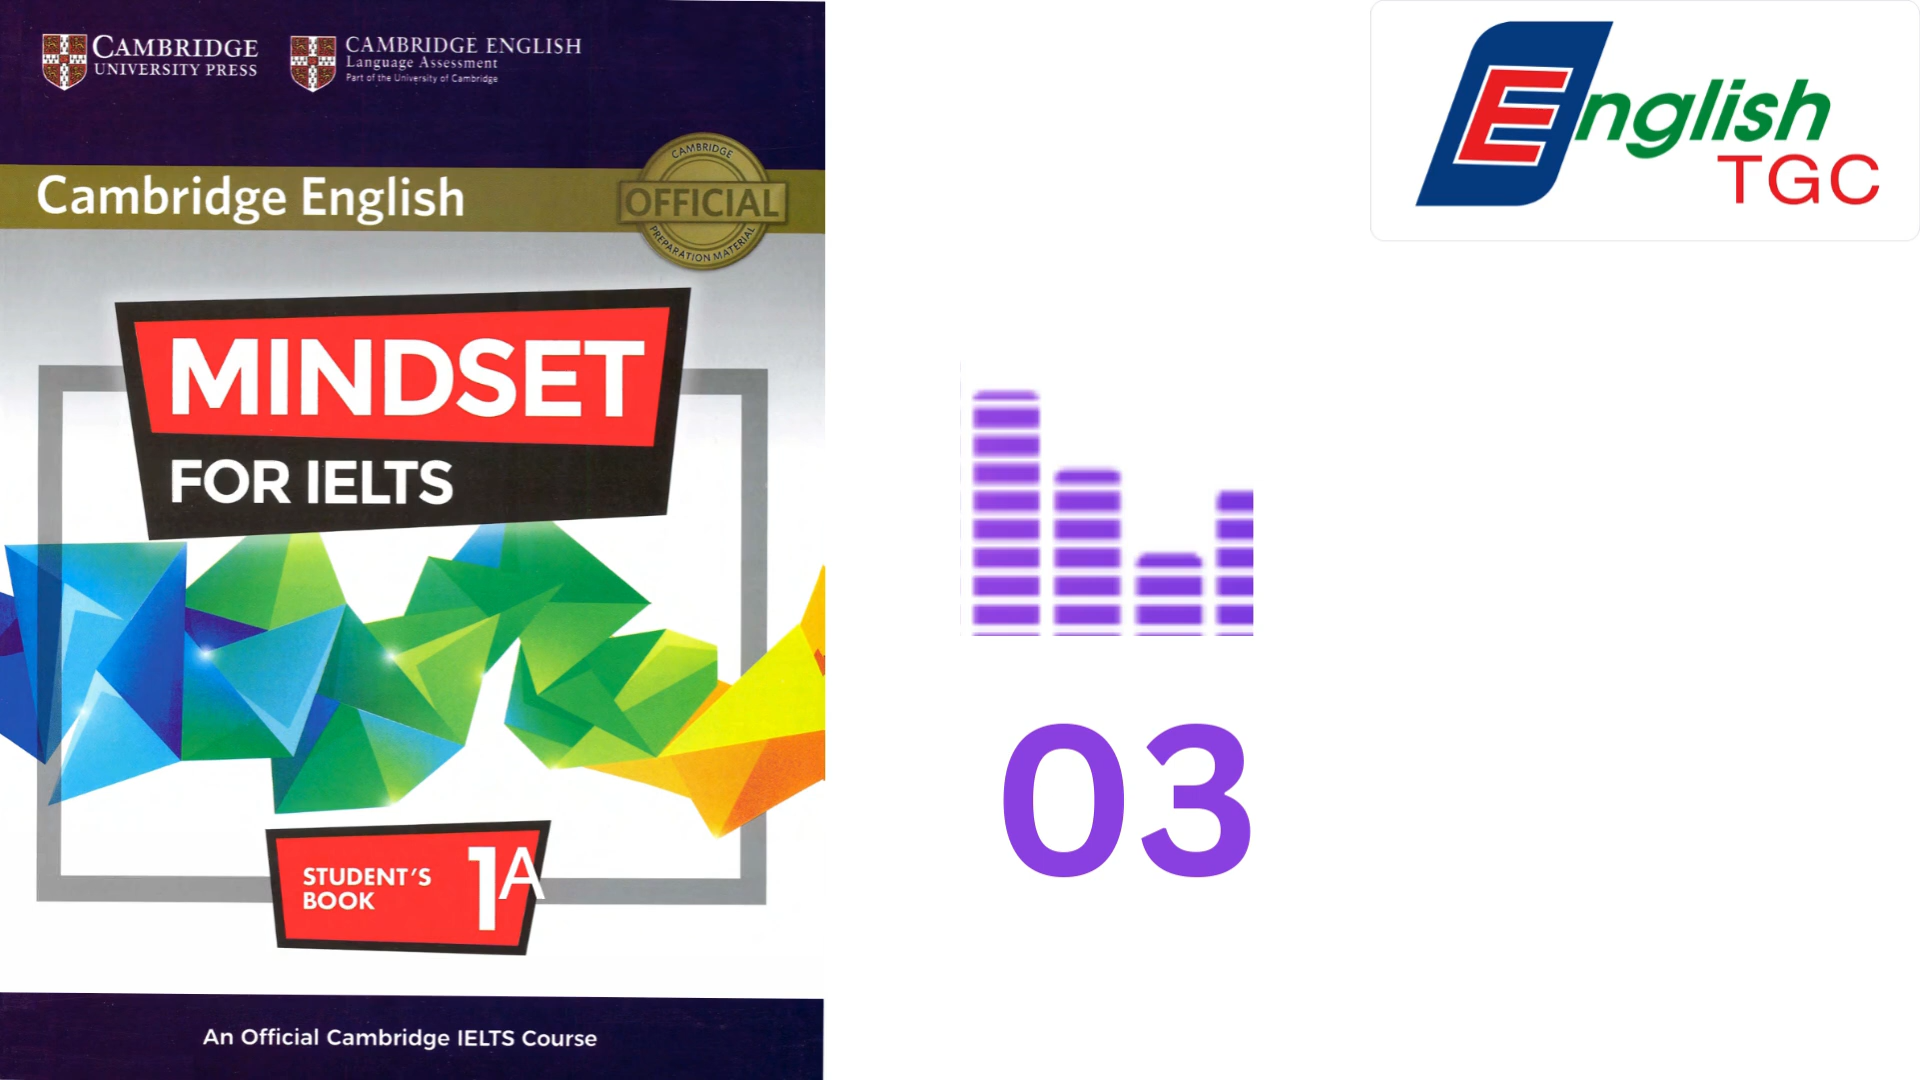 CAMBRIDGE
UNIVERSITY PRESS
CAMBRIDGE ENGLISH
Language Assessment
Part of the University of Cambridge
Cambridge English
CAMBRIDGE
OFFICIAL
PREPARATION MATERIAL
MINDSET
FOR IELTS
STUDENT'S
BOOK
1A
An Official Cambridge IELTS Course
English
TGC
03